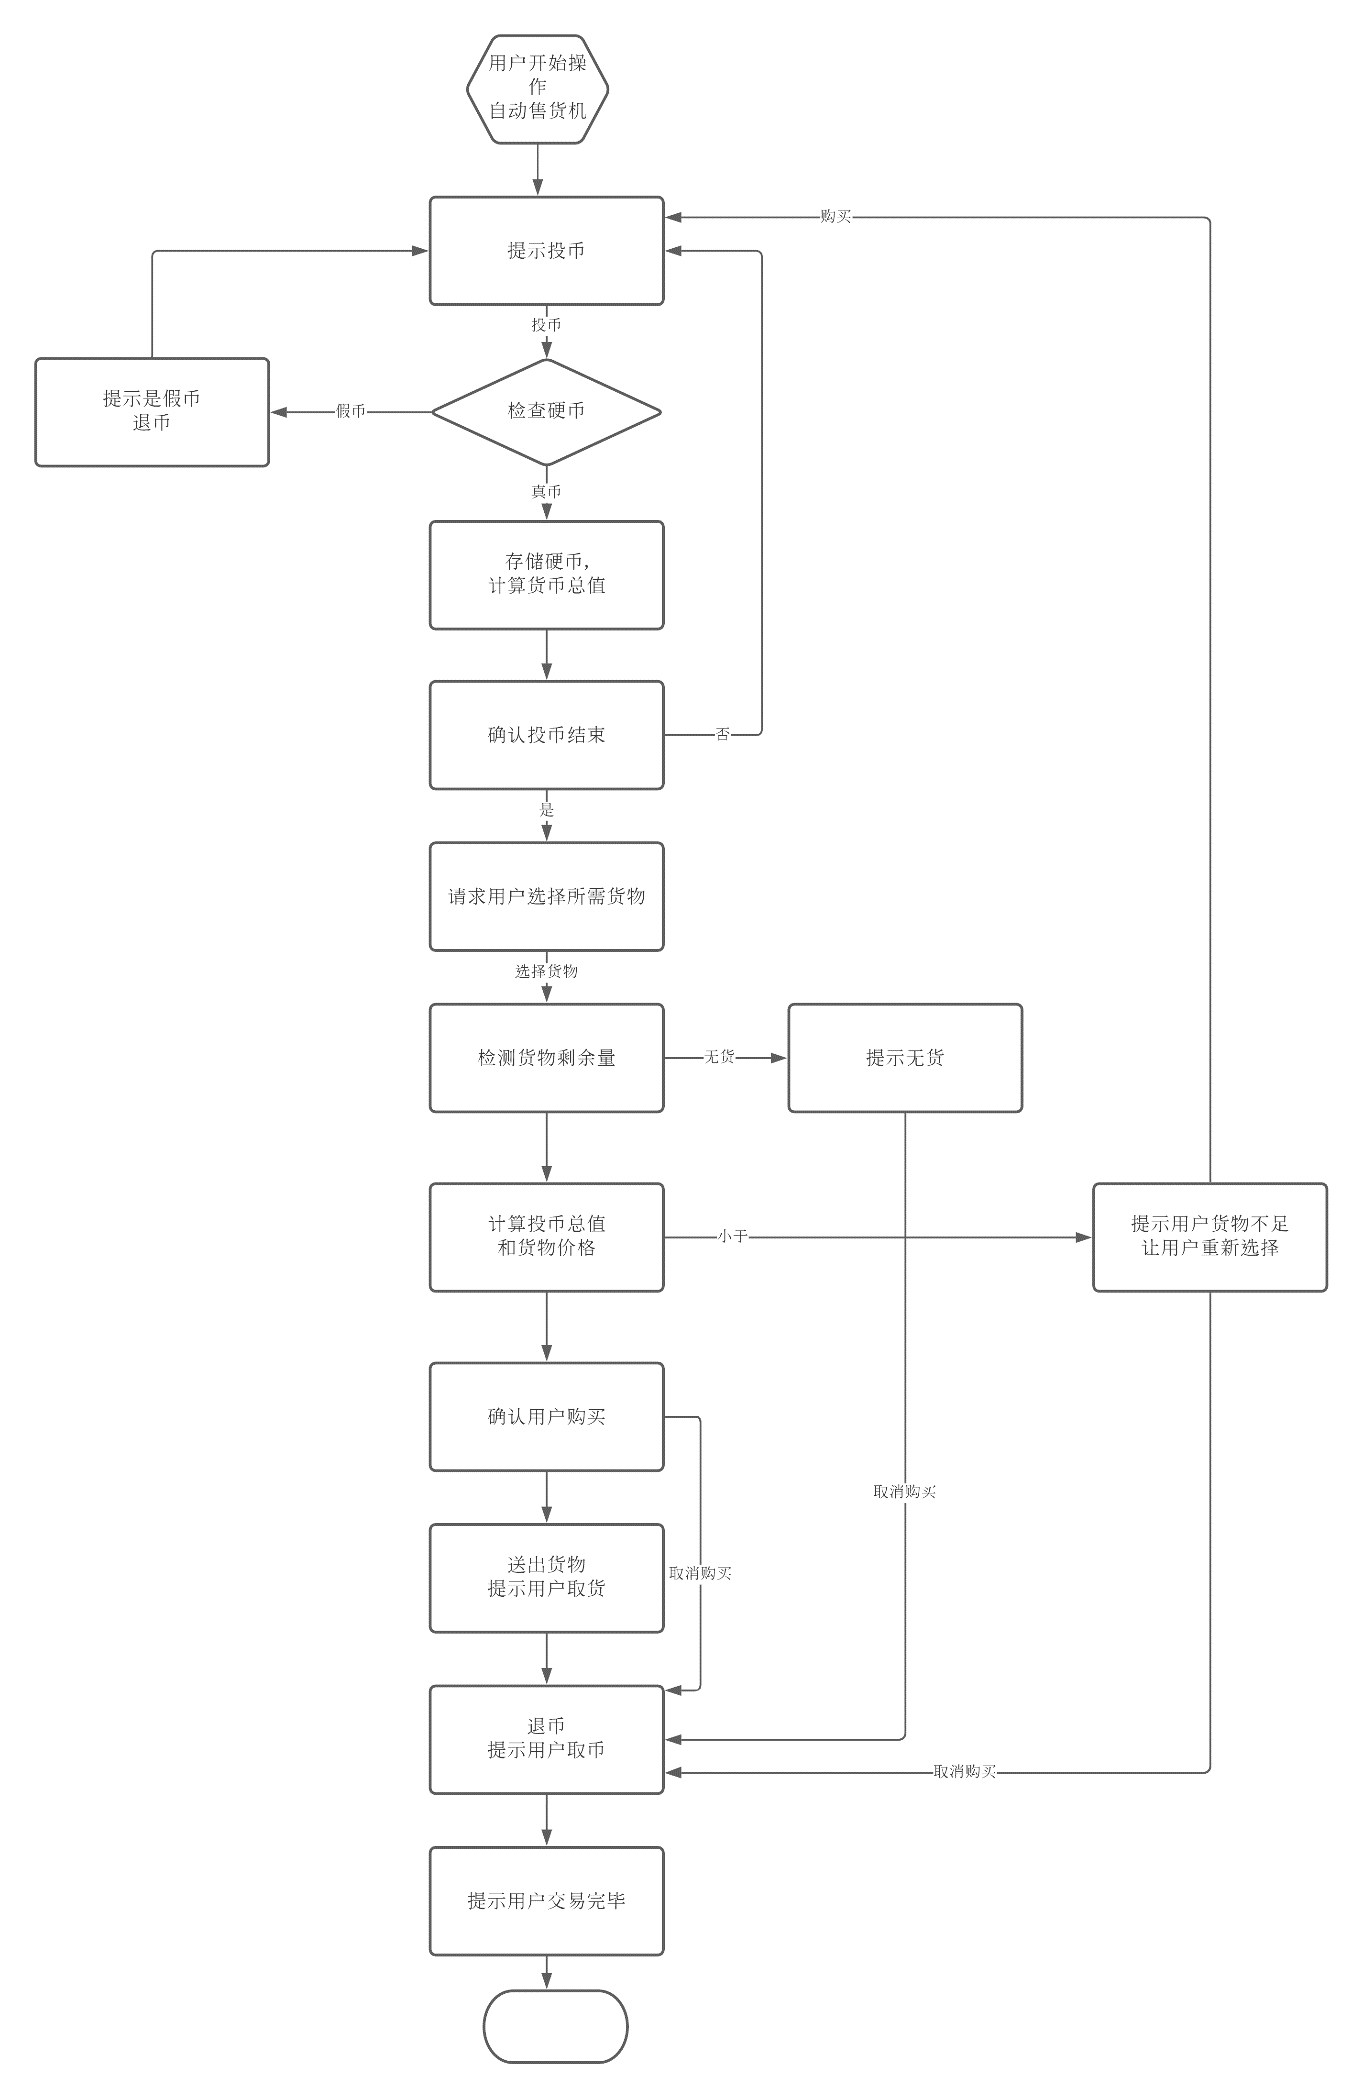 用户开始操
作
自动售货机
购买
提示投币
投币
提示是假币
退币
假币
检查硬币
真币
存储硬币,
计算货币总值
确认投币结束
否
是
请求用户选择所需货物
选择货物
检测货物剩余量
无货
提示无货
计算投币总值
和货物价格
小于
提示用户货物不足
让用户重新选择
确认用户购买
取消购买
送出货物
提示用户取货
取消购买
退币
提示用户取币
取消购买
提示用户交易完毕